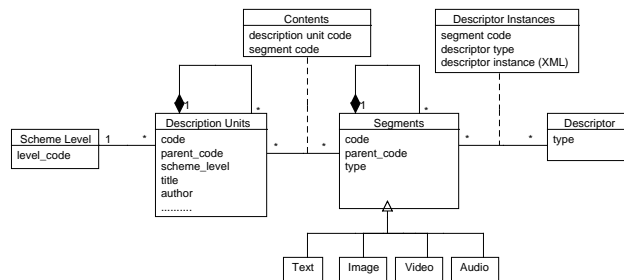 Contents
description unit code
segment code
Descriptor Instances
segment code
descriptor type
descriptor instance (XML)
1
*
1
*
Scheme Level
level_code
1
*
Description Units
code
parent_code
scheme_level
title
author
..........
*
*
Segments
code
parent_code
type
*
*
Descriptor
type
Text
Image
Video
Audio